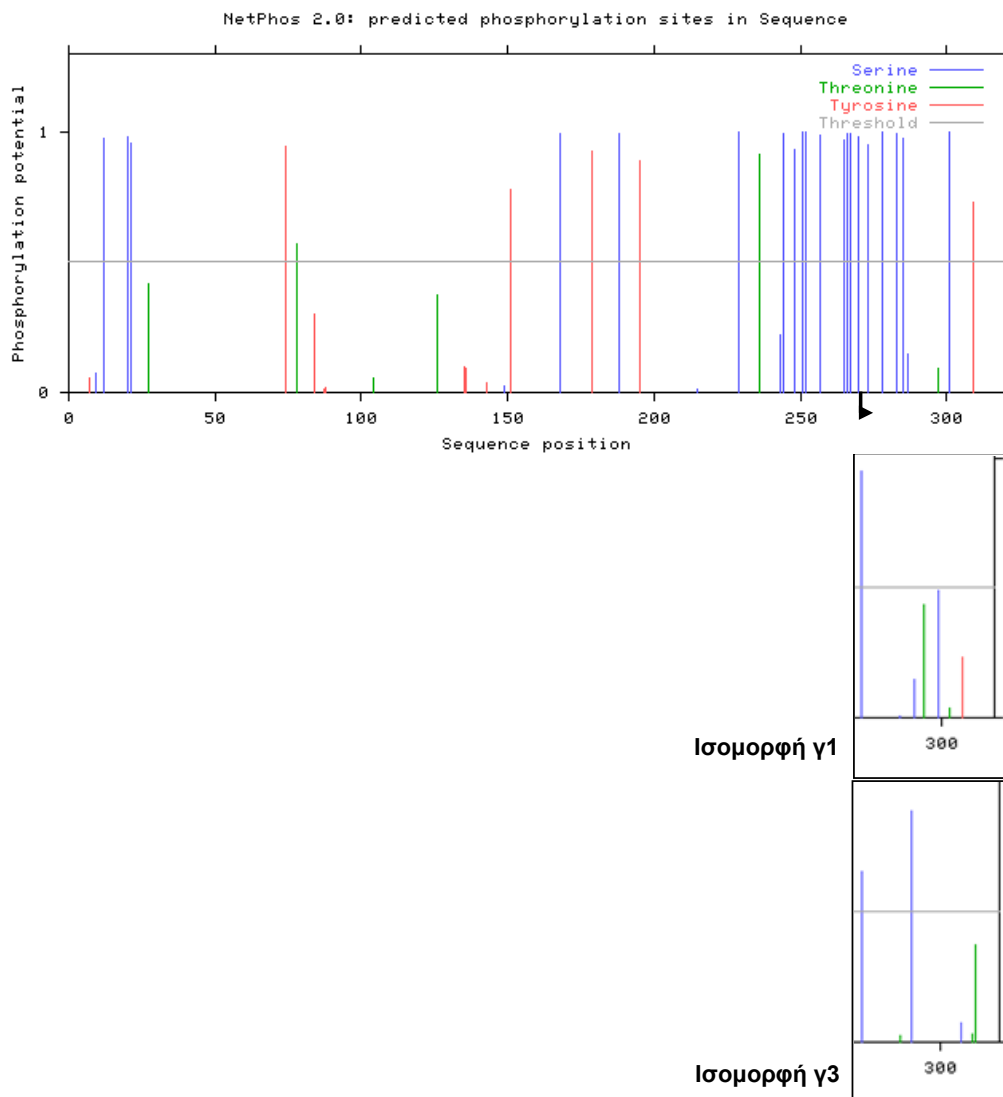 NetPhos 2.0: predicted phosphorylation sites in Sequence
Phosphorylation potential
Serine
Threonine
Tyrosine
Threshold
1
0
0 50 100 150 200 250 300
Sequence position
300
Ισομορφή γ1
300
Ισομορφή γ3